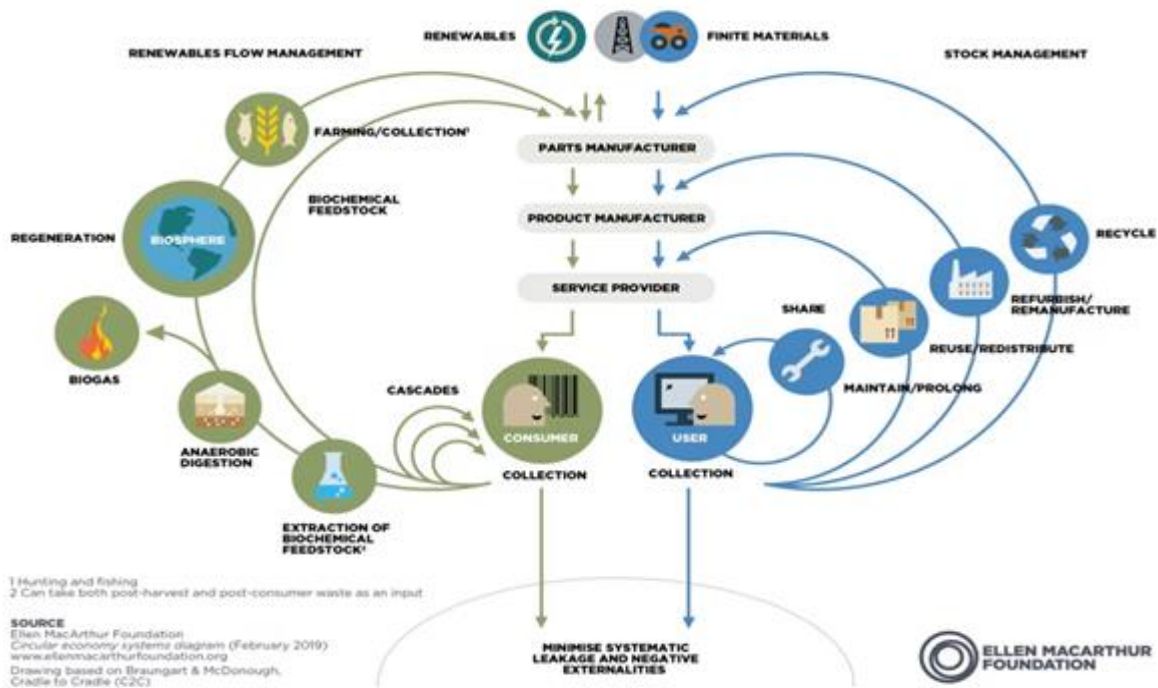 RENEWABLES
FINITE MATERIALS
RENEWABLES FLOW MANAGEMENT
STOCK MANAGEMENT
FARMING/COLLECTION¹
PARTS MANUFACTURER
BIOCHEMICAL
FEEDSTOCK
PRODUCT MANUFACTURER
REGENERATION
BIOSPHERE
RECYCLE
SERVICE PROVIDER
SHARE
REFURBISH/
REMANUFACTURE
REUSE/REDISTRIBUTE
BIOGAS
CASCADES
MAINTAIN/PROLONG
CONSUMER
USER
ANAEROBIC
DIGESTION
COLLECTION
COLLECTION
EXTRACTION OF
BIOCHEMICAL
FEEDSTOCK²
1 Hunting and fishing
2 Can take both post-harvest and post-consumer waste as an input
SOURCE
Ellen MacArthur Foundation
Circular economy systems diagram (February 2019)
www.ellenmacarthurfoundation.org
Drawing based on Braungart & McDonough,
Cradle to Cradle (C2C)
MINIMISE SYSTEMATIC
LEAKAGE AND NEGATIVE
EXTERNALITIES
ELLEN MACARTHUR
FOUNDATION